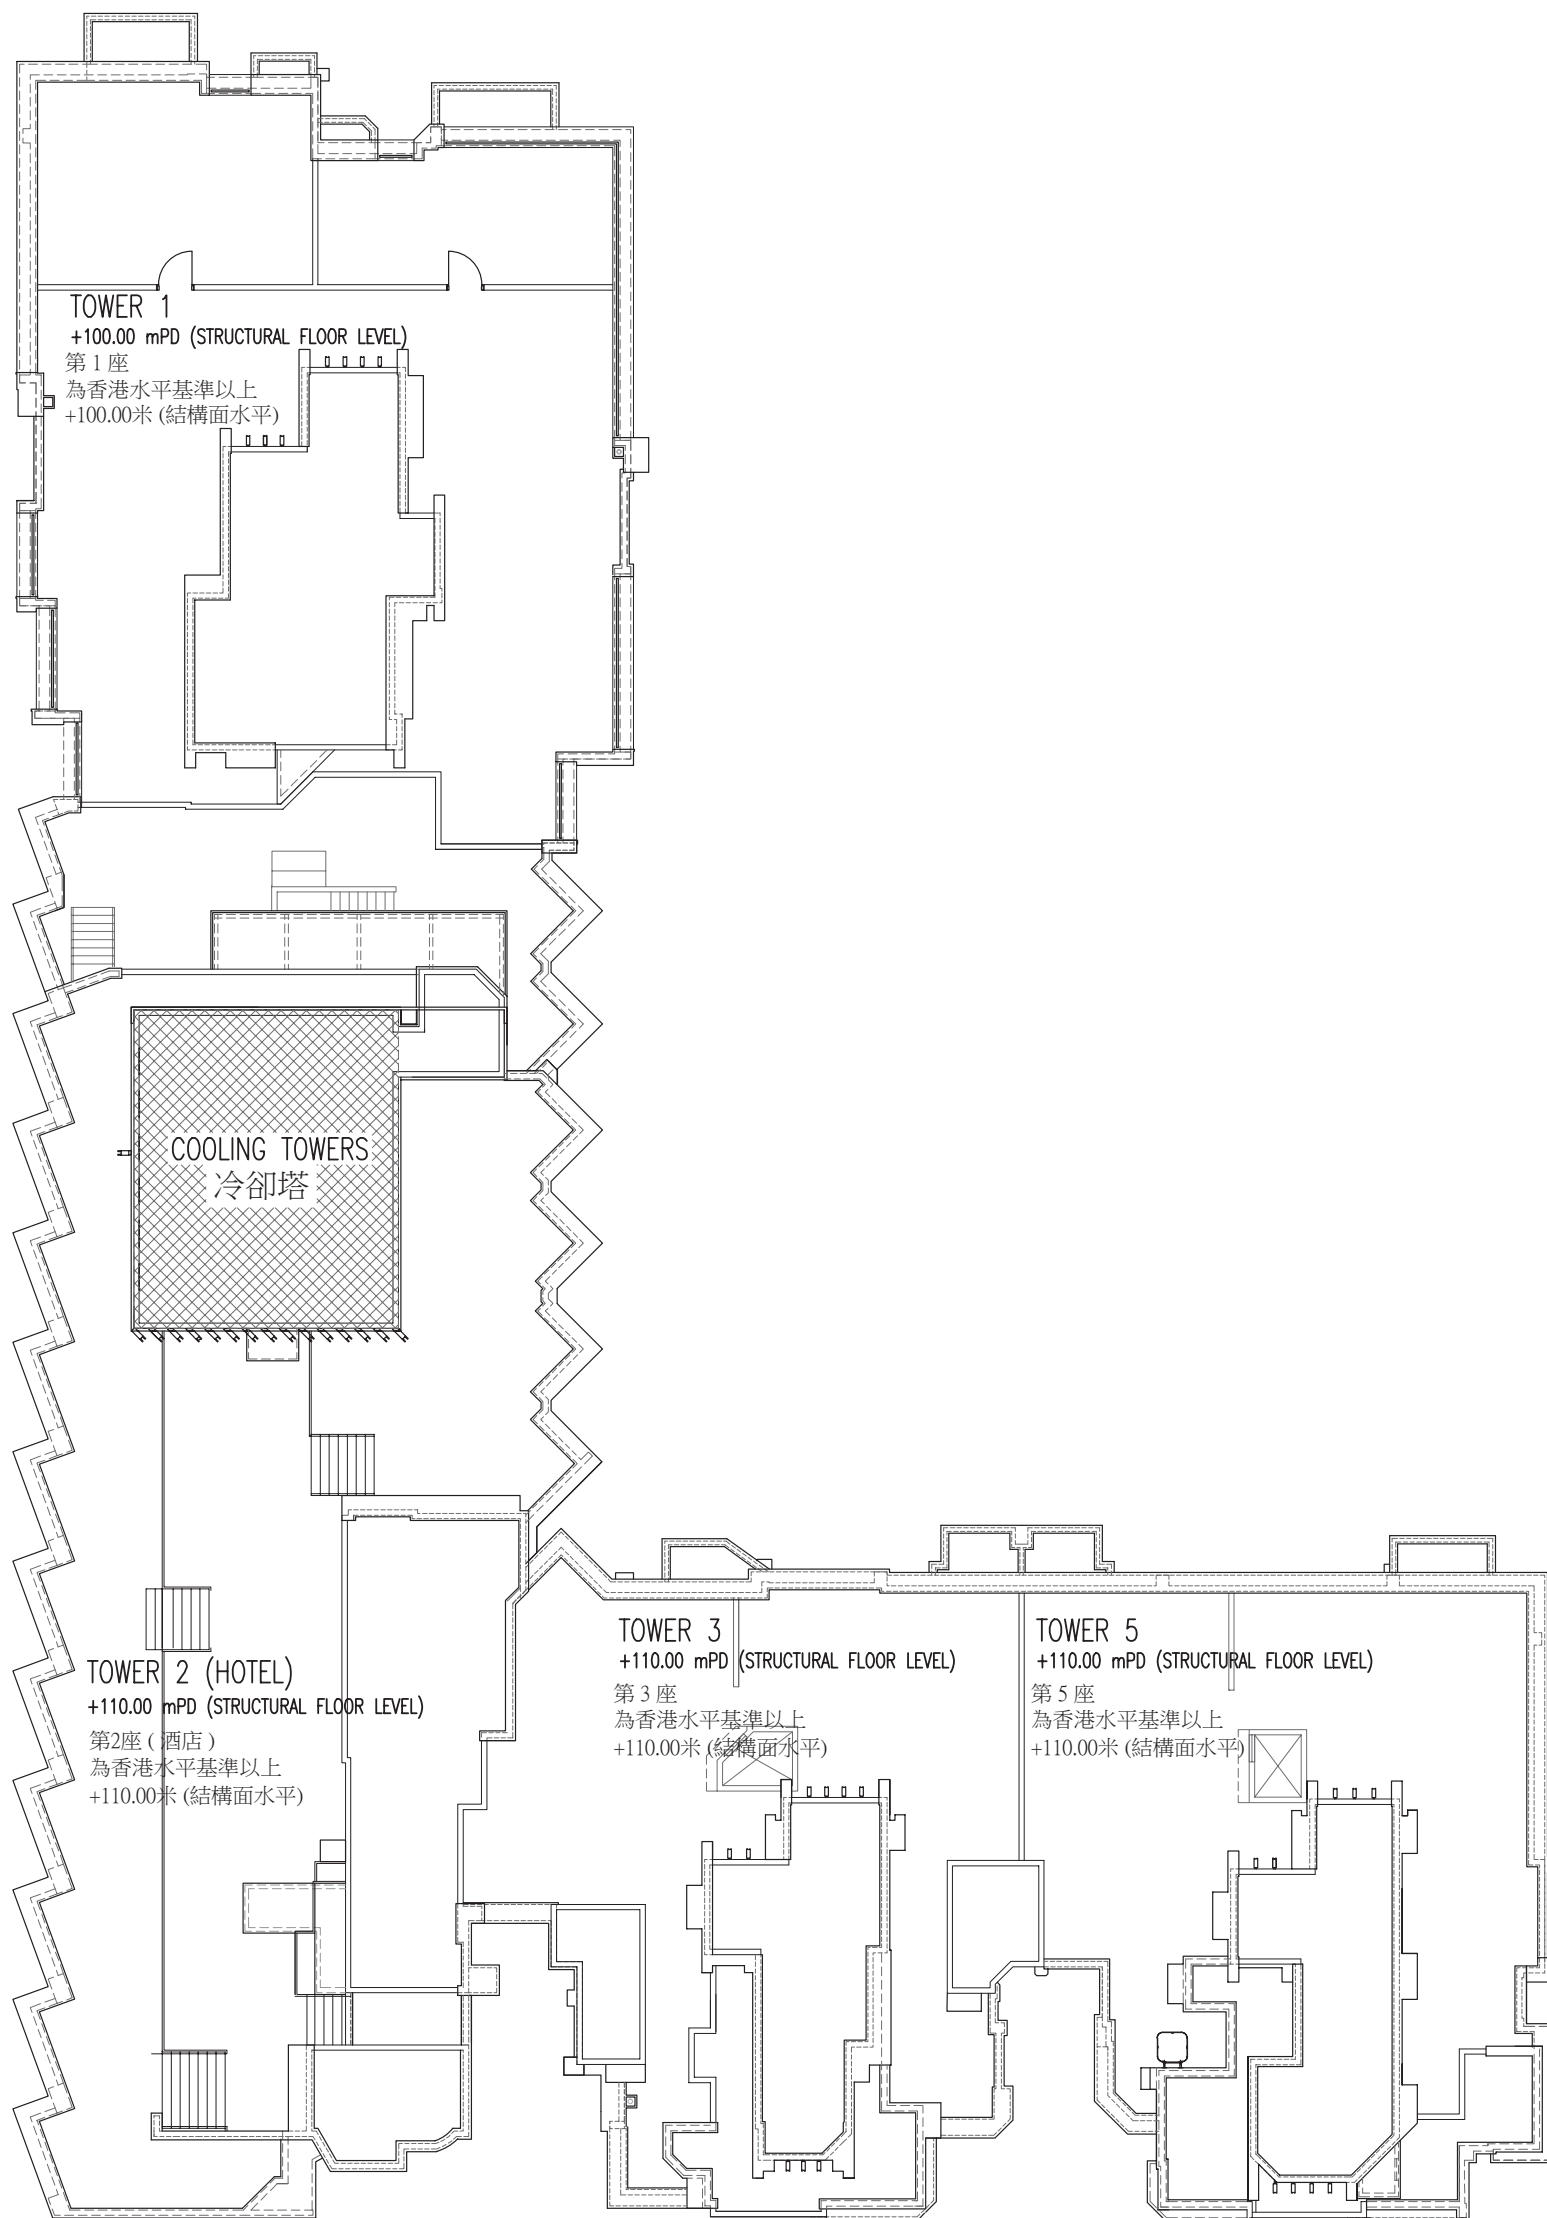 TOWER 1
+100.00 mPD (STRUCTURAL FLOOR LEVEL)
第 1 座
為香港水平基準以上
+100.00米 (結構面水平)
COOLING TOWERS
冷卻塔
TOWER 2 (HOTEL)
+110.00 mPD (STRUCTURAL FLOOR LEVEL)
第2座 ( 酒店 )
為香港水平基準以上
+110.00米 (結構面水平)
TOWER 3
+110.00 mPD (STRUCTURAL FLOOR LEVEL)
第 3 座
為香港水平基準以上
+110.00米 (結構面水平)
TOWER 5
+110.00 mPD (STRUCTURAL FLOOR LEVEL)
第 5 座
為香港水平基準以上
+110.00米 (結構面水平)